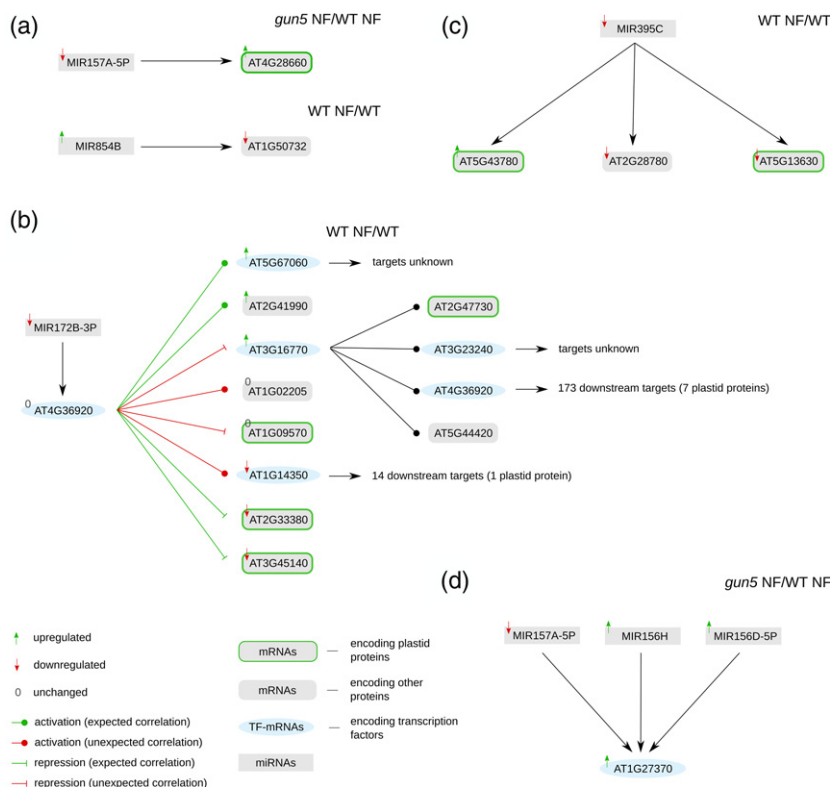 (a)
gun5 NF/WT NF
MIR157A-5P
AT4G28660
WT NF/WT
MIR854B
AT1G50732
(c)
WT NF/WT
MIR395C
AT5G43780
AT2G28780
AT5G13630
(b)
WT NF/WT
AT5G67060
targets unknown
AT2G41990
AT2G47730
MIR172B-3P
AT3G16770
AT3G23240
targets unknown
0
AT1G02205
AT4G36920
173 downstream targets (7 plastid proteins)
0
AT4G36920
0
AT1G09570
AT5G44420
AT1G14350
14 downstream targets (1 plastid protein)
AT2G33380
AT3G45140
(d)
gun5 NF/WT NF
MIR157A-5P
MIR156H
MIR156D-5P
AT1G27370
upregulated
downregulated
0 unchanged
activation (expected correlation)
activation (unexpected correlation)
repression (expected correlation)
repression (unexpected correlation)
mRNAs
encoding plastid
proteins
mRNAs
encoding other
proteins
TF-mRNAs
encoding transcription
factors
miRNAs